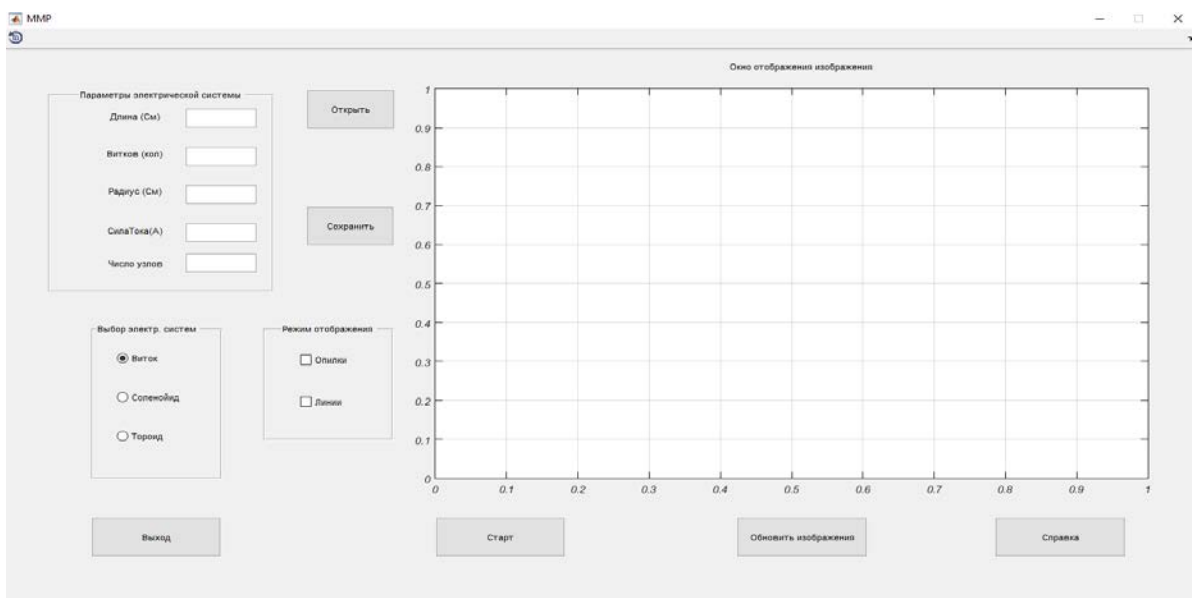 MMP
Окно отображения изображения
Параметры электрической системы
Длина (См)
Витков (кол)
Радиус (См)
СилаТока(А)
Число узлов
Открыть
Сохранить
Выбор электр. систем
Виток
Соленойид
Тороид
Режим отображения
Опилки
Линии
1
0.9
0.8
0.7
0.6
0.5
0.4
0.3
0.2
0.1
0
0 0.1 0.2 0.3 0.4 0.5 0.6 0.7 0.8 0.9 1
Выход
Старт
Обновить изображения
Справка